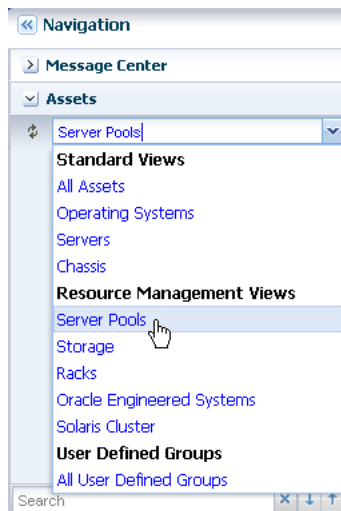 Navigation
Message Center
Assets
Server Pools
Standard Views
All Assets
Operating Systems
Servers
Chassis
Resource Management Views
Server Pools
Storage
Racks
Oracle Engineered Systems
Solaris Cluster
User Defined Groups
All User Defined Groups
Search